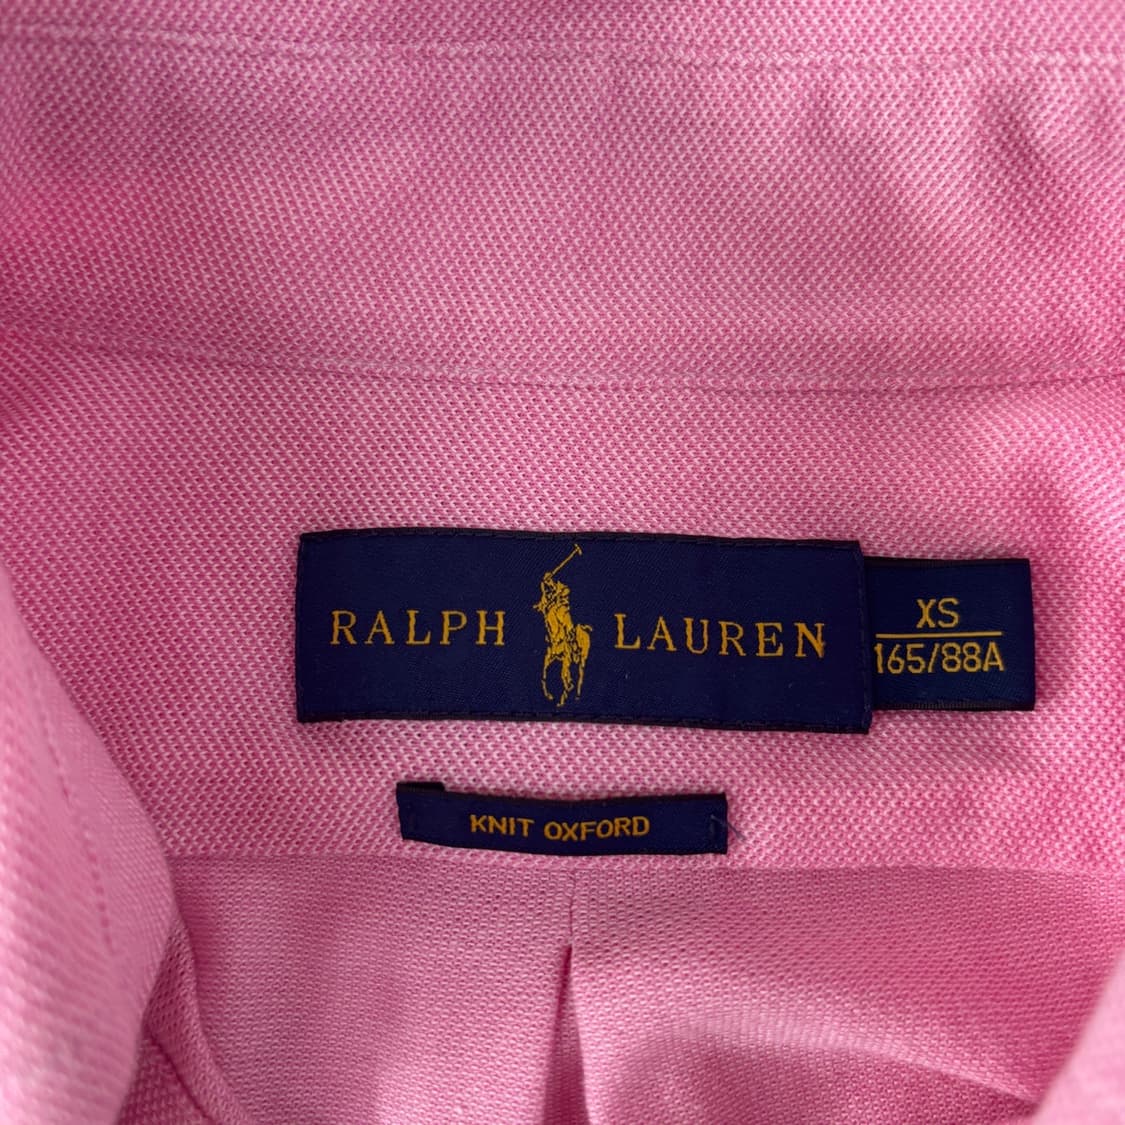 RALPH LAUREN
XS
165/88A
KNIT OXFORD